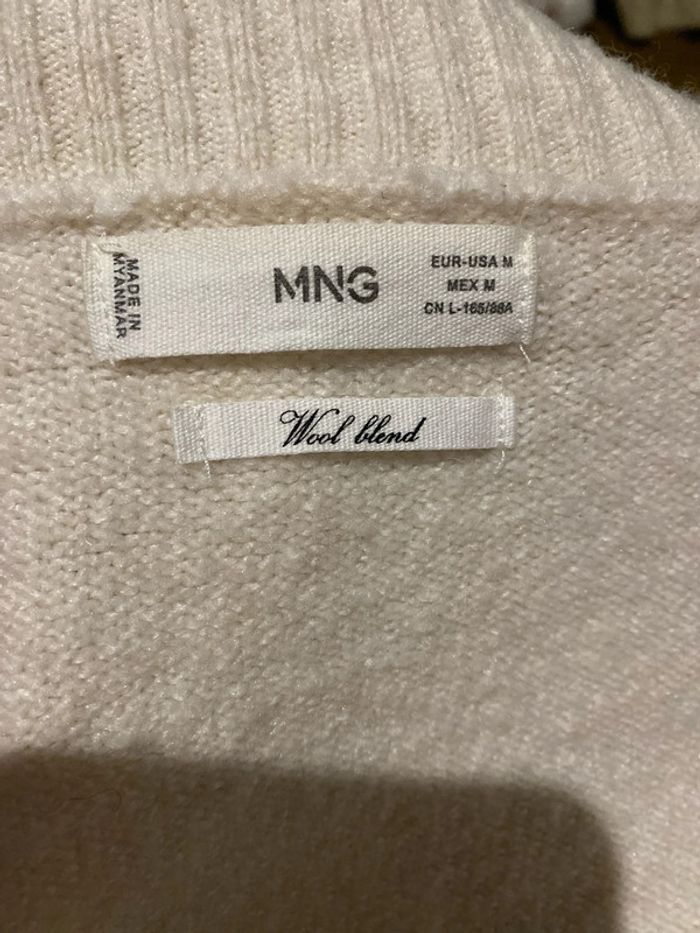 MADE IN
MYANMAR
MNG
EUR-USA M
MEX M
CN L-165/88A
Wool blend